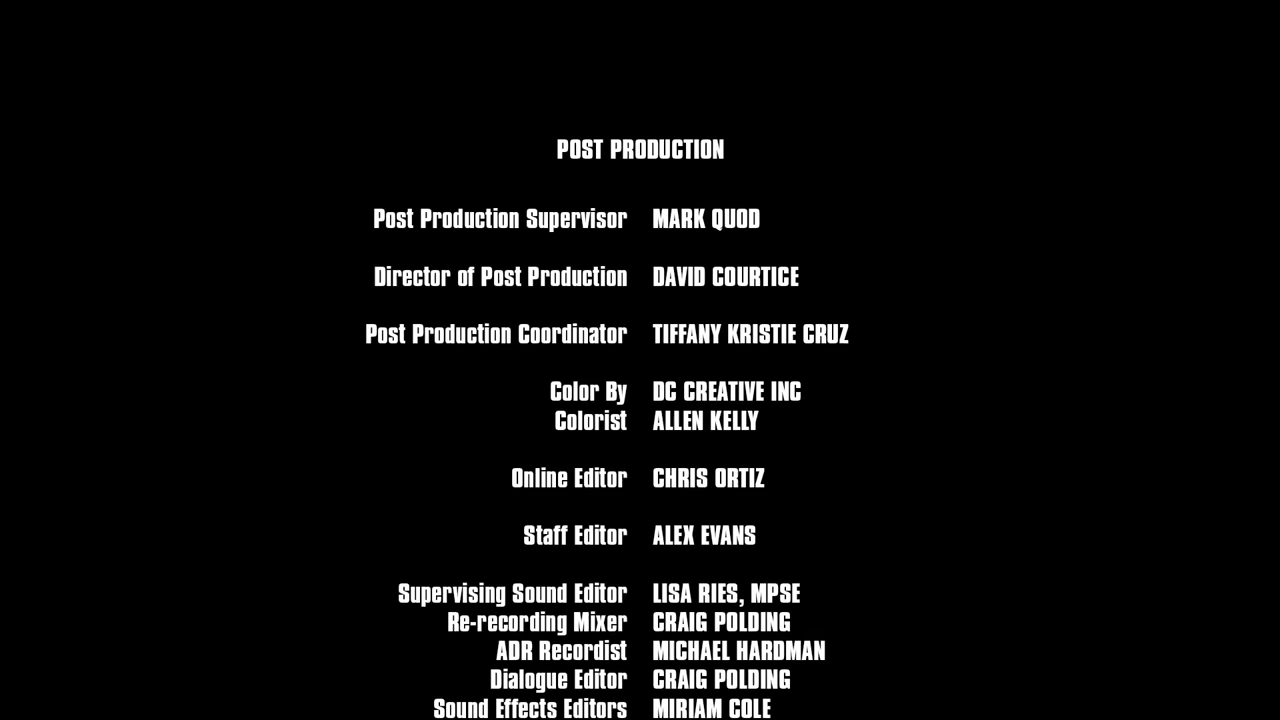 POST PRODUCTION
Post Production Supervisor MARK QUOD
Director of Post Production DAVID COURTICE
Post Production Coordinator TIFFANY KRISTIE CRUZ
Color By DC CREATIVE INC
Colorist ALLEN KELLY
Online Editor CHRIS ORTIZ
Staff Editor ALEX EVANS
Supervising Sound Editor LISA RIES, MPSE
Re-recording Mixer CRAIG POLDING
ADR Recordist MICHAEL HARDMAN
Dialogue Editor CRAIG POLDING
Sound Effects Editors MIRIAM COLE